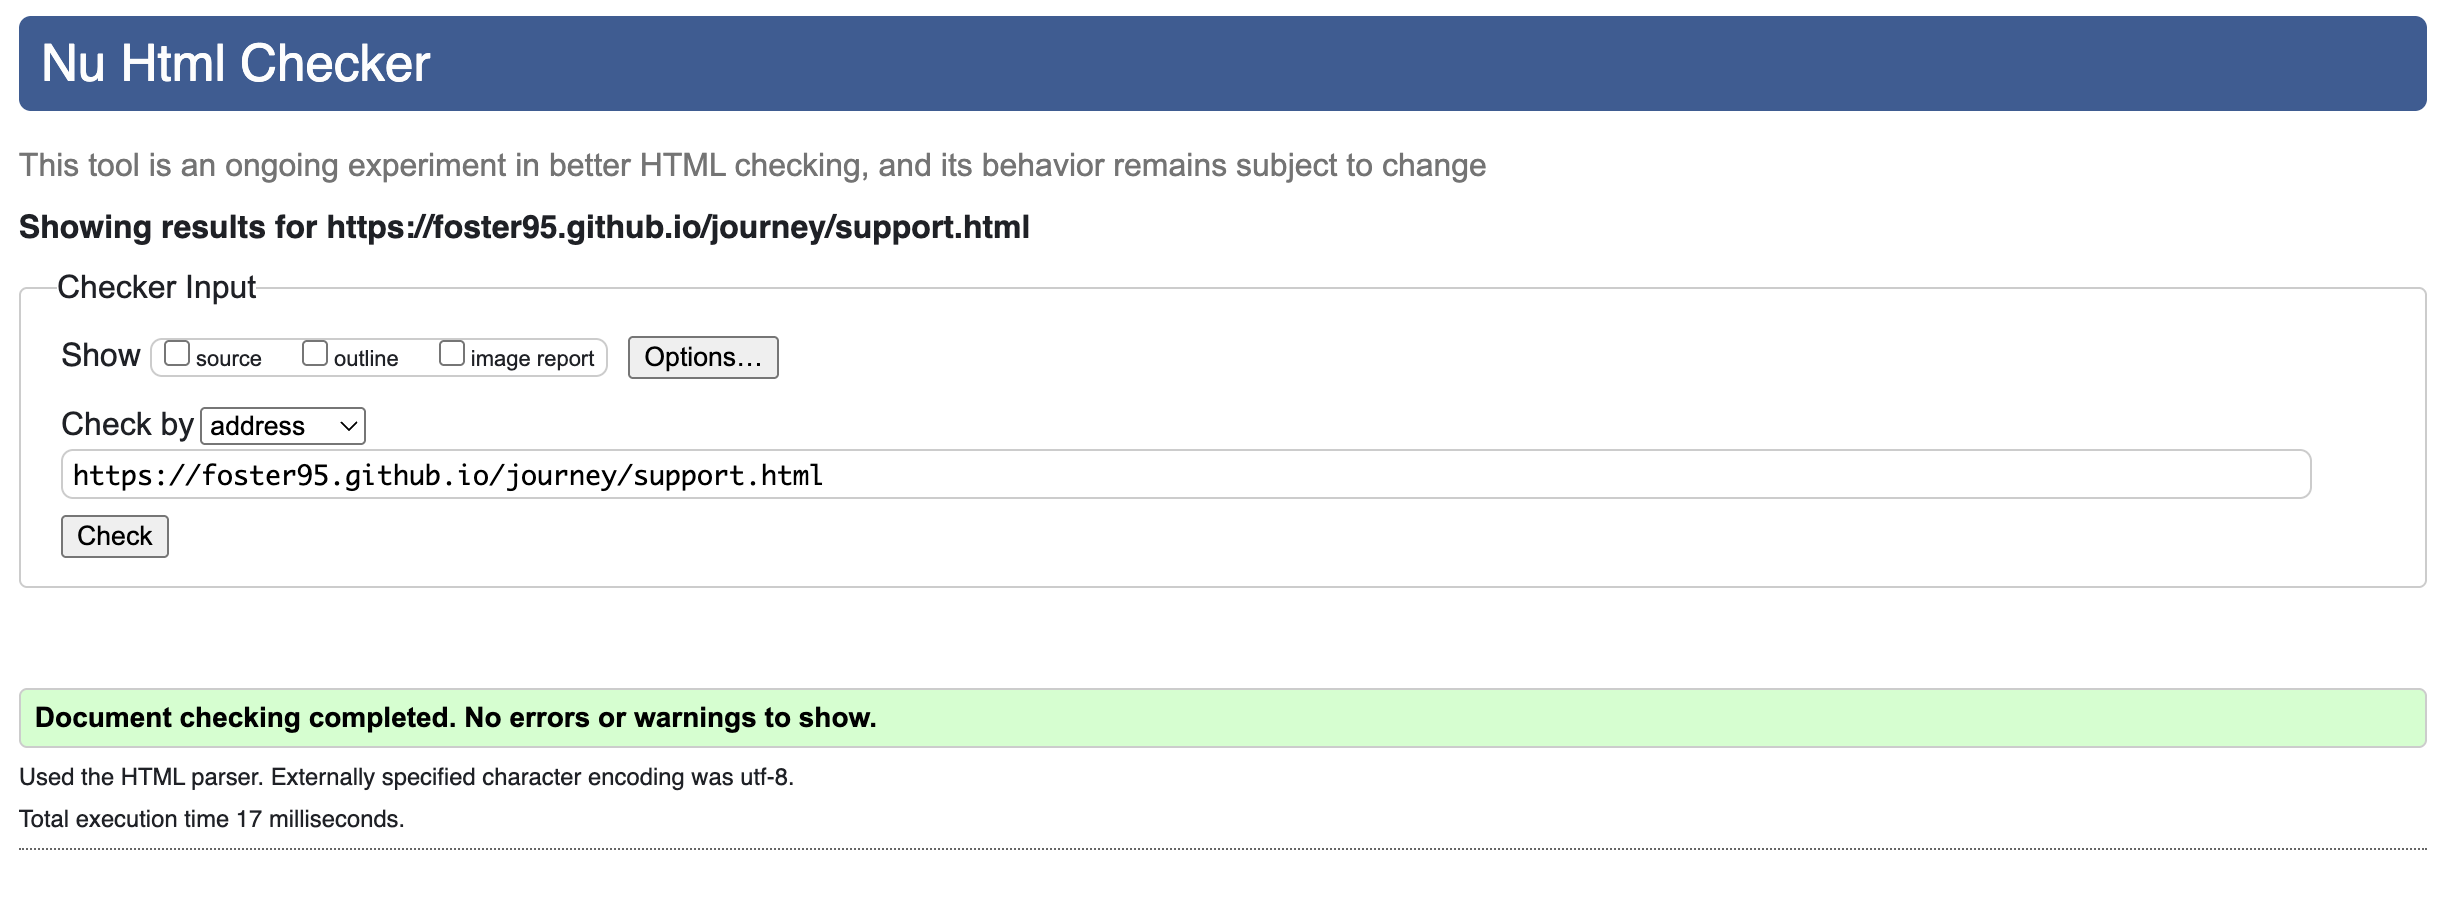 Nu Html Checker
This tool is an ongoing experiment in better HTML checking, and its behavior remains subject to change
Showing results for https://foster95.github.io/journey/support.html
Checker Input
Show source outline image report Options...
Check by address
https://foster95.github.io/journey/support.html
Check
Document checking completed. No errors or warnings to show.
Used the HTML parser. Externally specified character encoding was utf-8.
Total execution time 17 milliseconds.